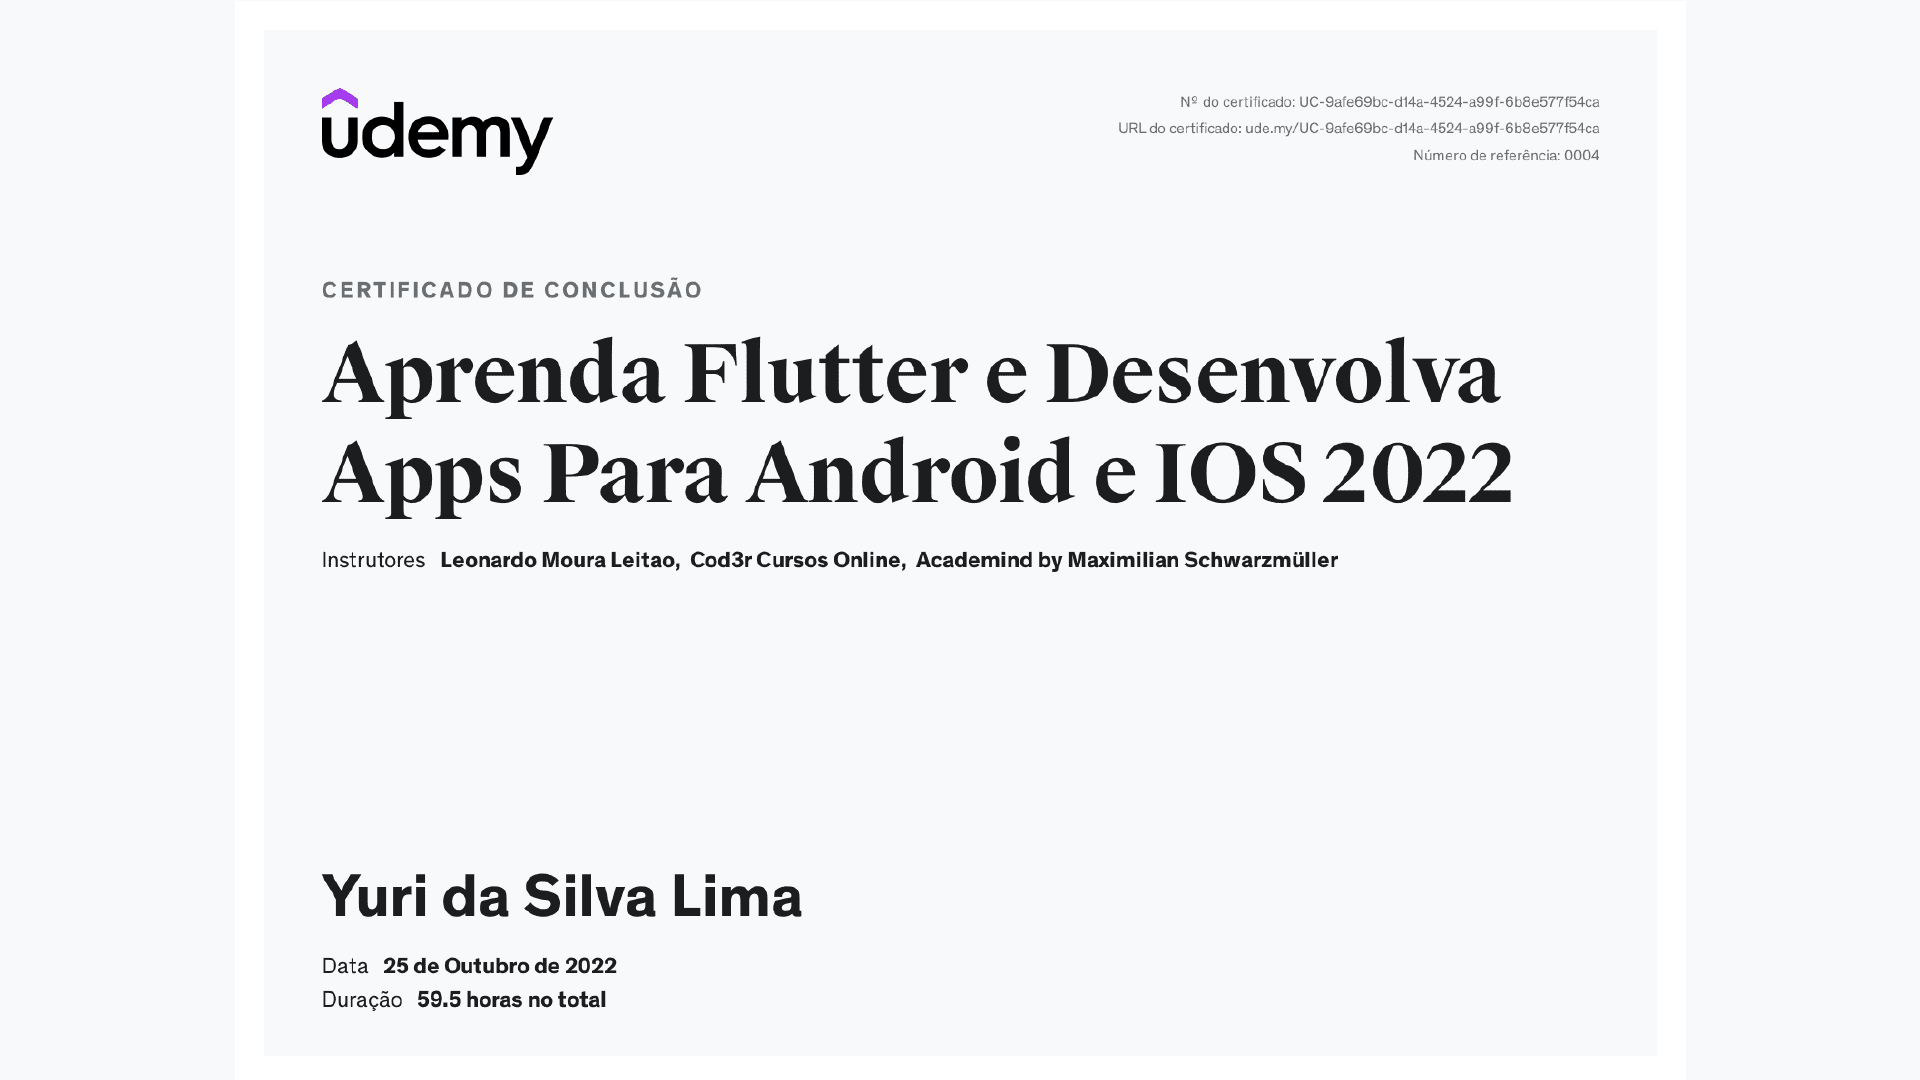 udemy
Nº do certificado: UC-9afe69bc-d14a-4524-a99f-6b8e577f54ca
URL do certificado: ude.my/UC-9afe69bc-d14a-4524-a99f-6b8e577f54ca
Número de referência: 0004
CERTIFICADO DE CONCLUSÃO
Aprenda Flutter e Desenvolva
Apps Para Android e IOS 2022
Instrutores Leonardo Moura Leitao, Cod3r Cursos Online, Academind by Maximilian Schwarzmüller
Yuri da Silva Lima
Data 25 de Outubro de 2022
Duração 59.5 horas no total